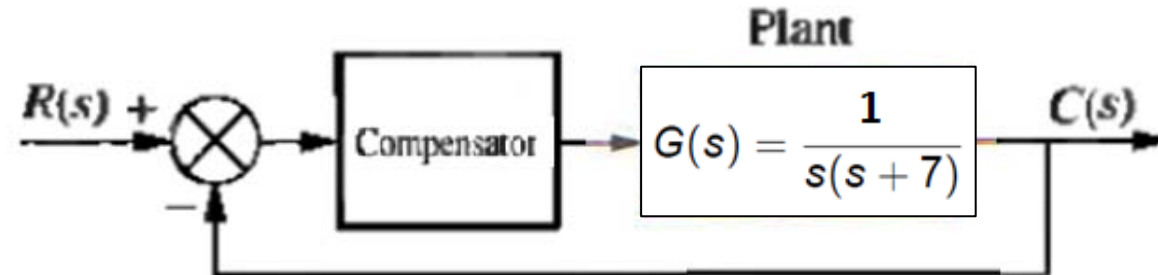 Plant
R(s) +
Compensator
G(s) = 1 / s(s + 7)
C(s)
−